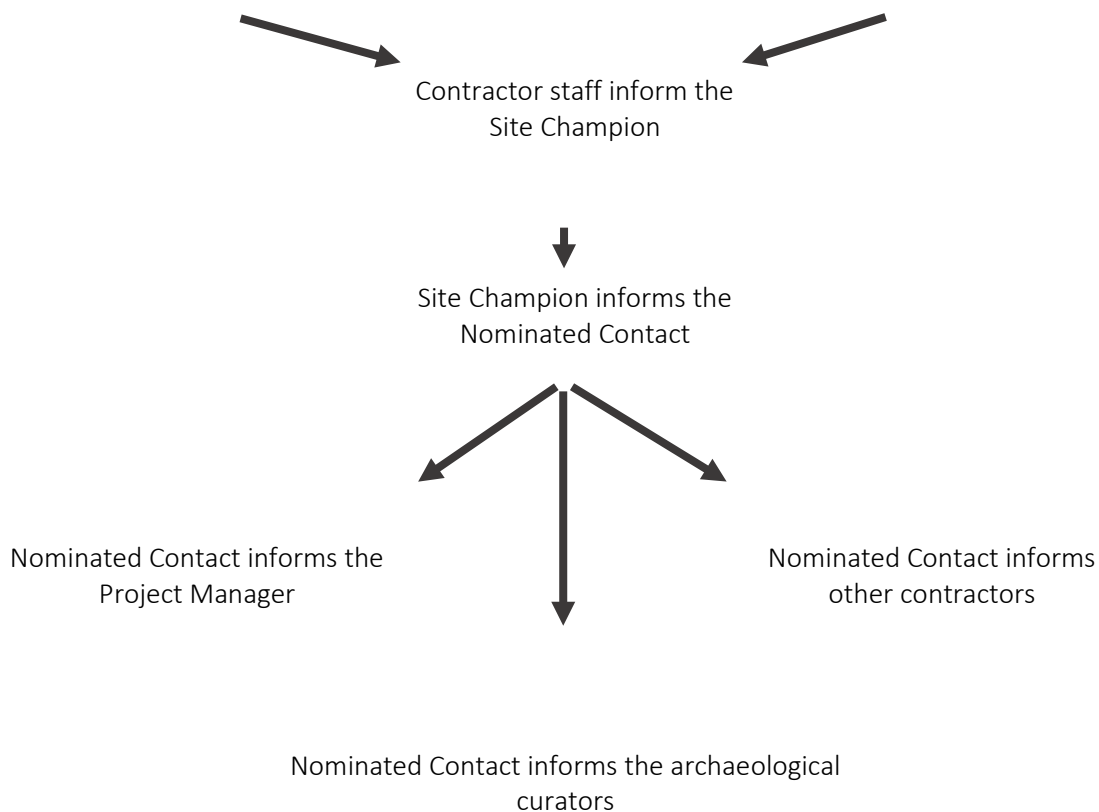 Contractor staff inform the
Site Champion
Site Champion informs the
Nominated Contact
Nominated Contact informs the
Project Manager
Nominated Contact informs
other contractors
Nominated Contact informs the archaeological
curators